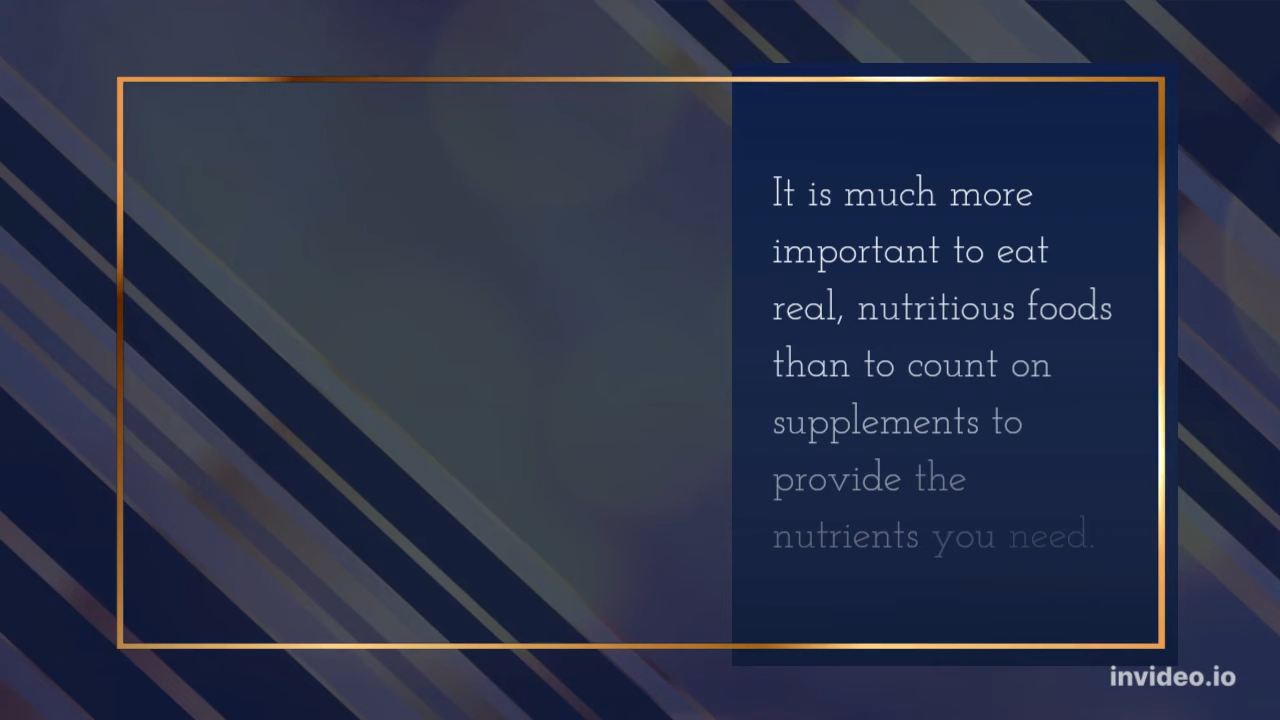 It is much more
important to eat
real, nutritious foods
than to count on
supplements to
provide the
nutrients you need.
invideo.io